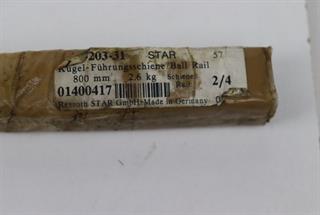 203-31 STAR 57
Kugel-Führungsschiene/Ball Rail
800 mm 2.6 kg Schiene Rail 2/4
01400417
Rexroth STAR GmbH·Made in Germany